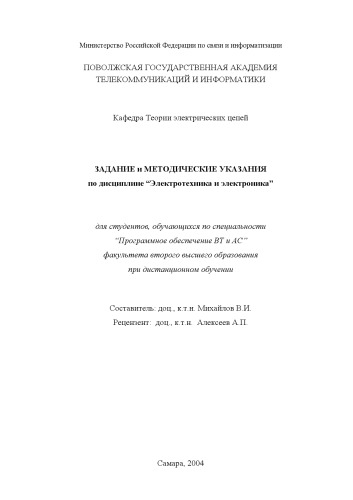 Министерство Российской Федерации по связи и информатизации
ПОВОЛЖСКАЯ ГОСУДАРСТВЕННАЯ АКАДЕМИЯ
ТЕЛЕКОММУНИКАЦИЙ И ИНФОРМАТИКИ
Кафедра Теории электрических цепей
ЗАДАНИЕ и МЕТОДИЧЕСКИЕ УКАЗАНИЯ
по дисциплине “Электротехника и электроника”
для студентов, обучающихся по специальности
“Программное обеспечение ВТ и АС”
факультета второго высшего образования
при дистанционном обучении
Составитель: доц., к.т.н. Михайлов В.И.
Рецензент: доц., к.т.н. Алексеев А.П.
Самара, 2004